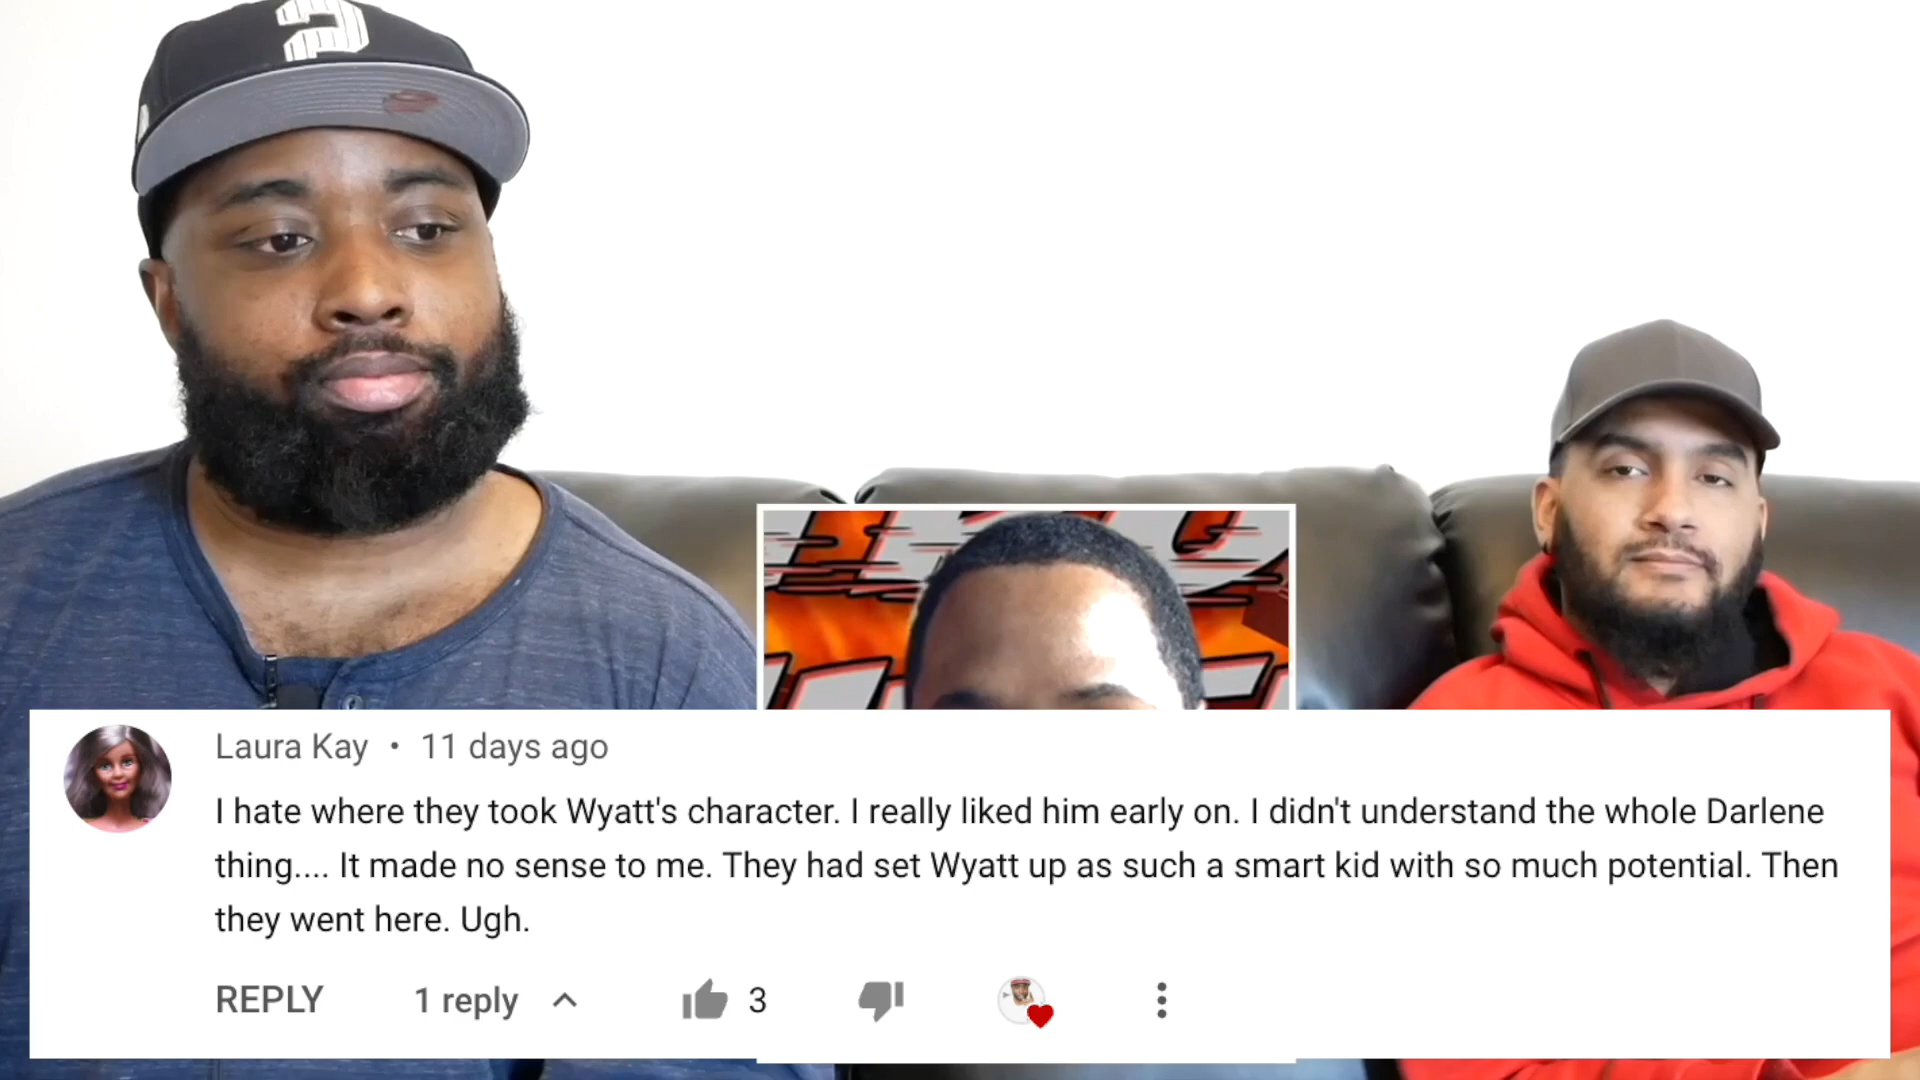 Laura Kay • 11 days ago
I hate where they took Wyatt's character. I really liked him early on. I didn't understand the whole Darlene
thing.... It made no sense to me. They had set Wyatt up as such a smart kid with so much potential. Then
they went here. Ugh.
REPLY 1 reply 3